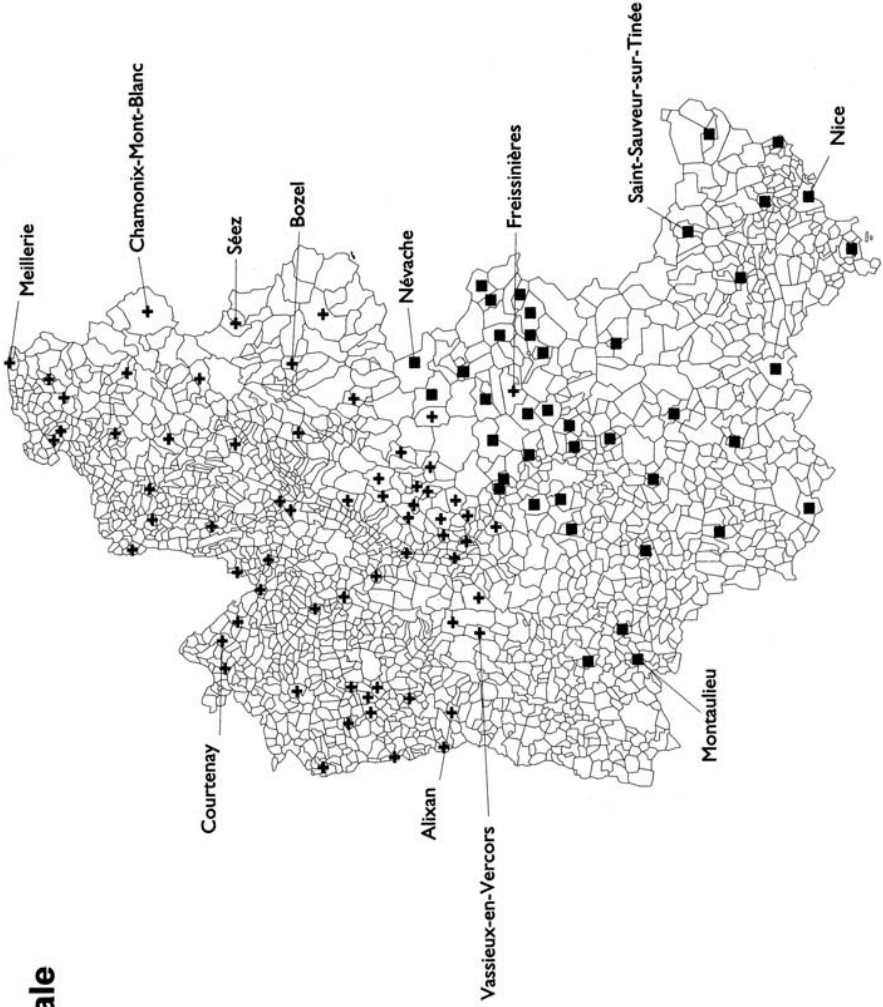 ale
Meillerie
Chamonix-Mont-Blanc
Séez
Bozel
Névache
Freissinières
Saint-Sauveur-sur-Tinée
Nice
Courtenay
Alixan
Vassieux-en-Vercors
Montaulieu